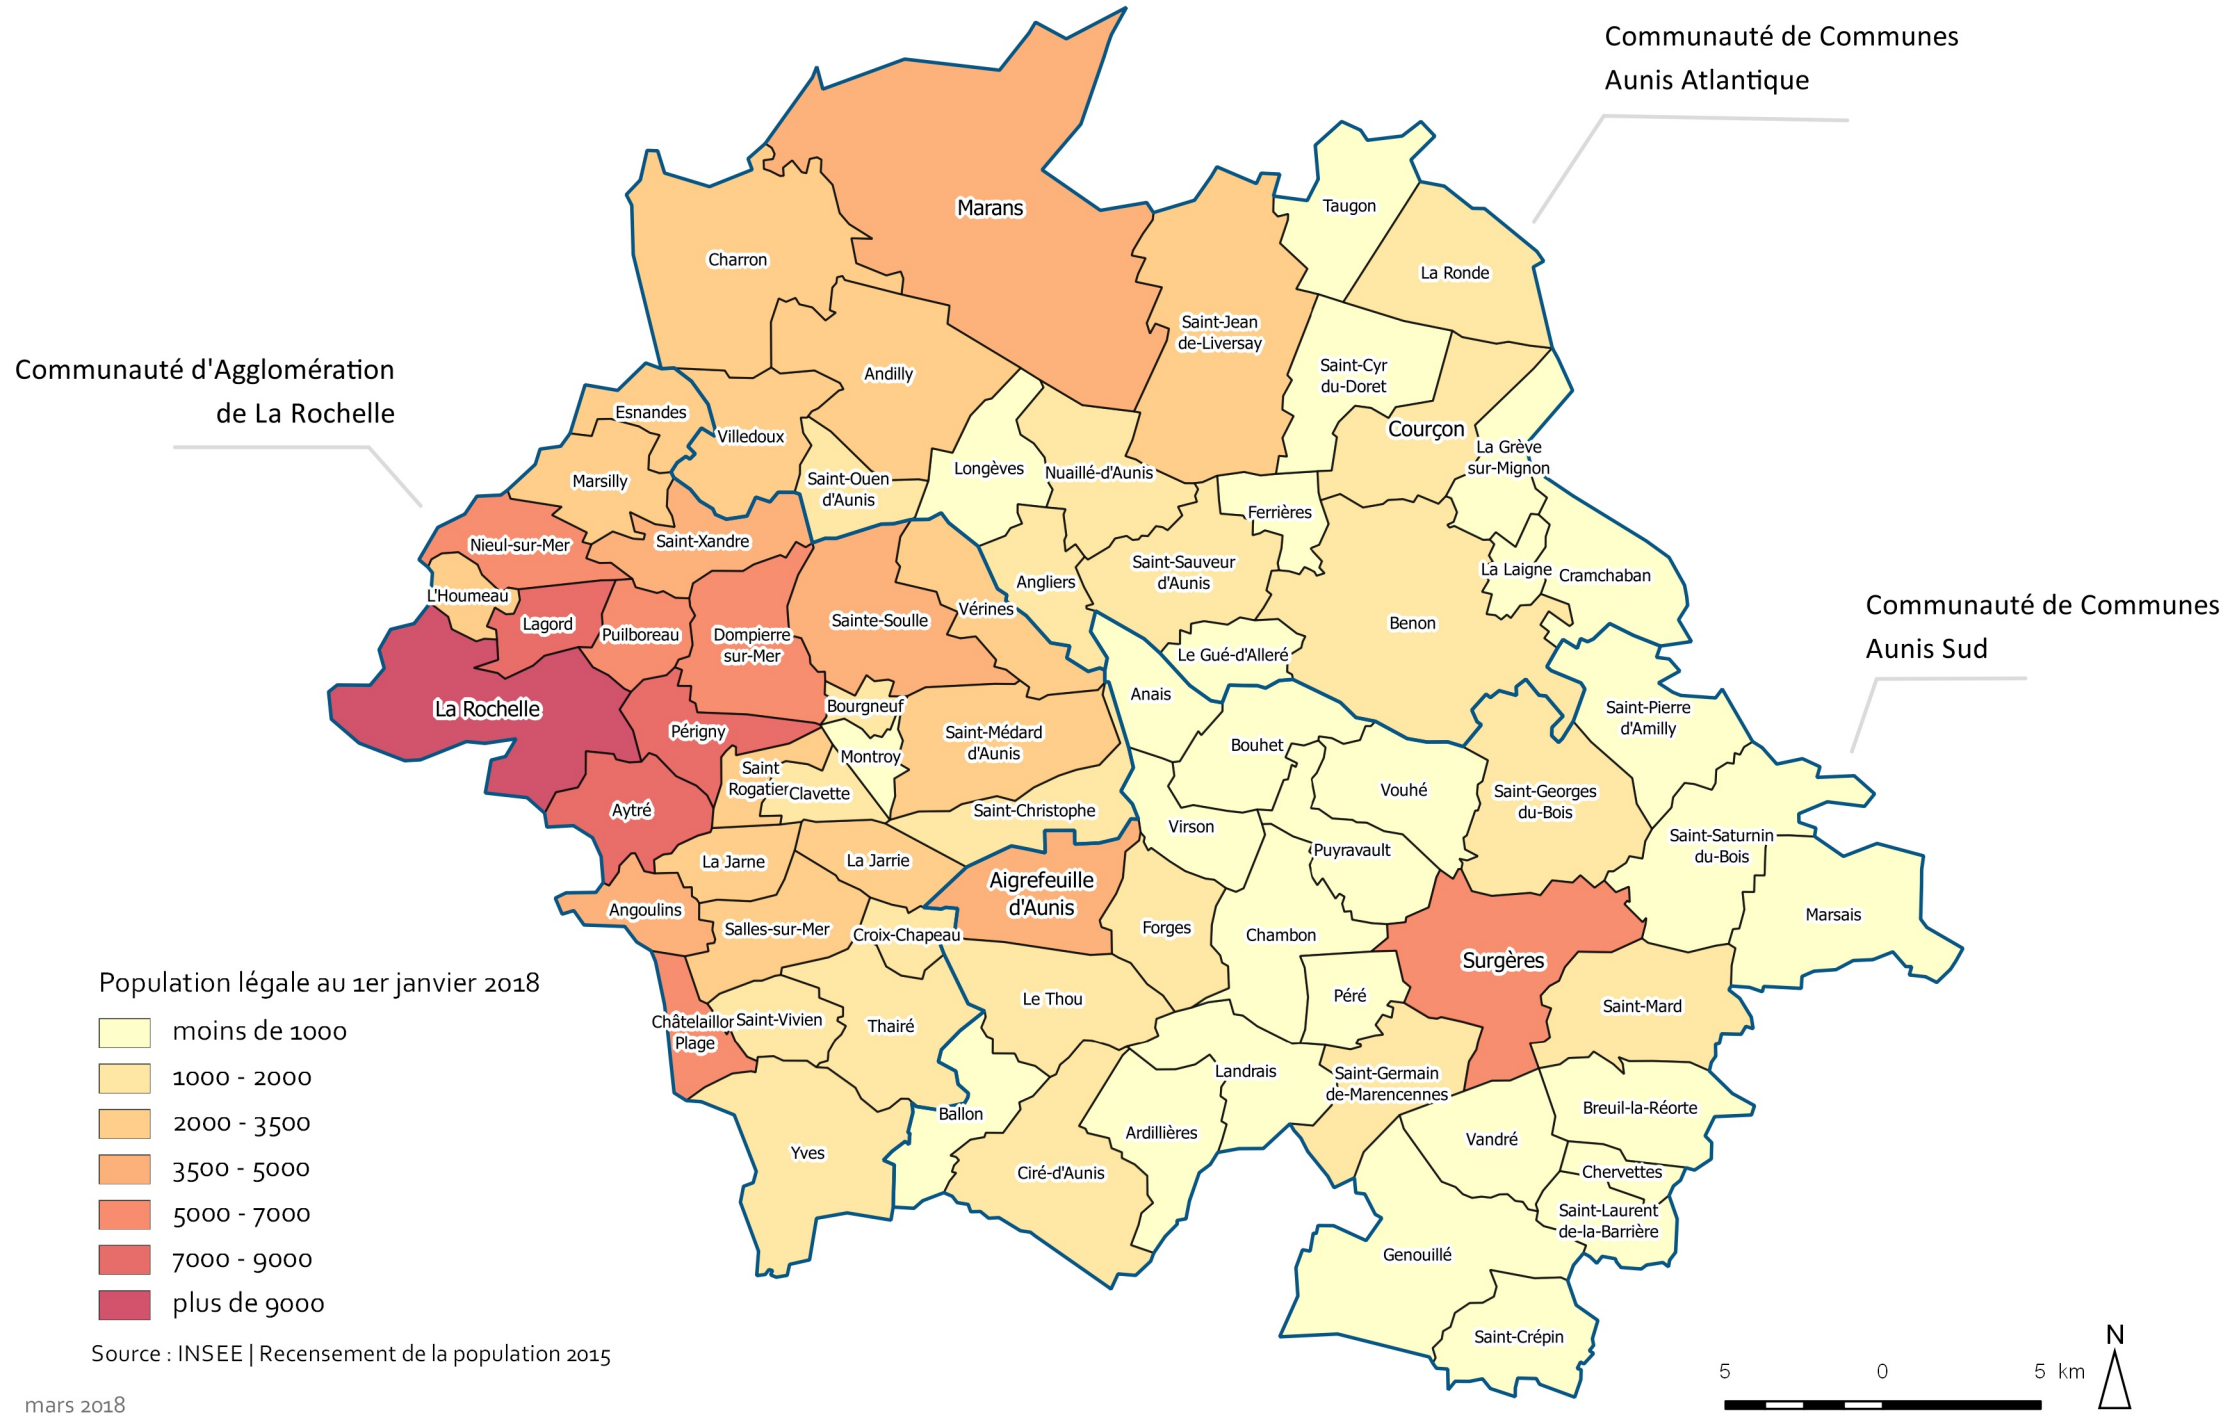 Communauté de Communes
Aunis Atlantique
Communauté d'Agglomération
de La Rochelle
Communauté de Communes
Aunis Sud
Marans
Taugon
Charron
La Ronde
Saint-Jean
de-Liversay
Saint-Cyr
du-Doret
Andilly
Esnandes
Villedoux
Courçon
La Grève
sur-Mignon
Longèves
Nuaillé-d'Aunis
Marsilly
Saint-Ouen
d'Aunis
Ferrières
Nieul-sur-Mer
Saint-Xandre
Saint-Sauveur
d'Aunis
La Laigne
Cramchaban
Angliers
L'Houmeau
Vérines
Lagord
Puilboreau
Dompierre
sur-Mer
Sainte-Soulle
Benon
Le Gué-d'Alleré
Anais
La Rochelle
Bourgneuf
Saint-Pierre
d'Amilly
Périgny
Saint-Médard
d'Aunis
Bouhet
Montroy
Saint
Rogatien
Clavette
Vouhé
Saint-Georges
du-Bois
Aytré
Saint-Christophe
Virson
Saint-Saturnin
du-Bois
La Jarne
La Jarrie
Puyravault
Aigrefeuille
d'Aunis
Angoulins
Salles-sur-Mer
Croix-Chapeau
Forges
Chambon
Marsais
Surgères
Le Thou
Péré
Saint-Mard
Châtelaillon
Plage
Saint-Vivien
Thairé
Landrais
Saint-Germain
de-Marencennes
Ballon
Breuil-la-Réorte
Ardillières
Vandré
Yves
Ciré-d'Aunis
Chervettes
Saint-Laurent
de-la-Barrière
Genouillé
Saint-Crépin
Population légale au 1er janvier 2018
moins de 1000
1000 - 2000
2000 - 3500
3500 - 5000
5000 - 7000
7000 - 9000
plus de 9000
Source : INSEE | Recensement de la population 2015
mars 2018
N
5 0 5 km